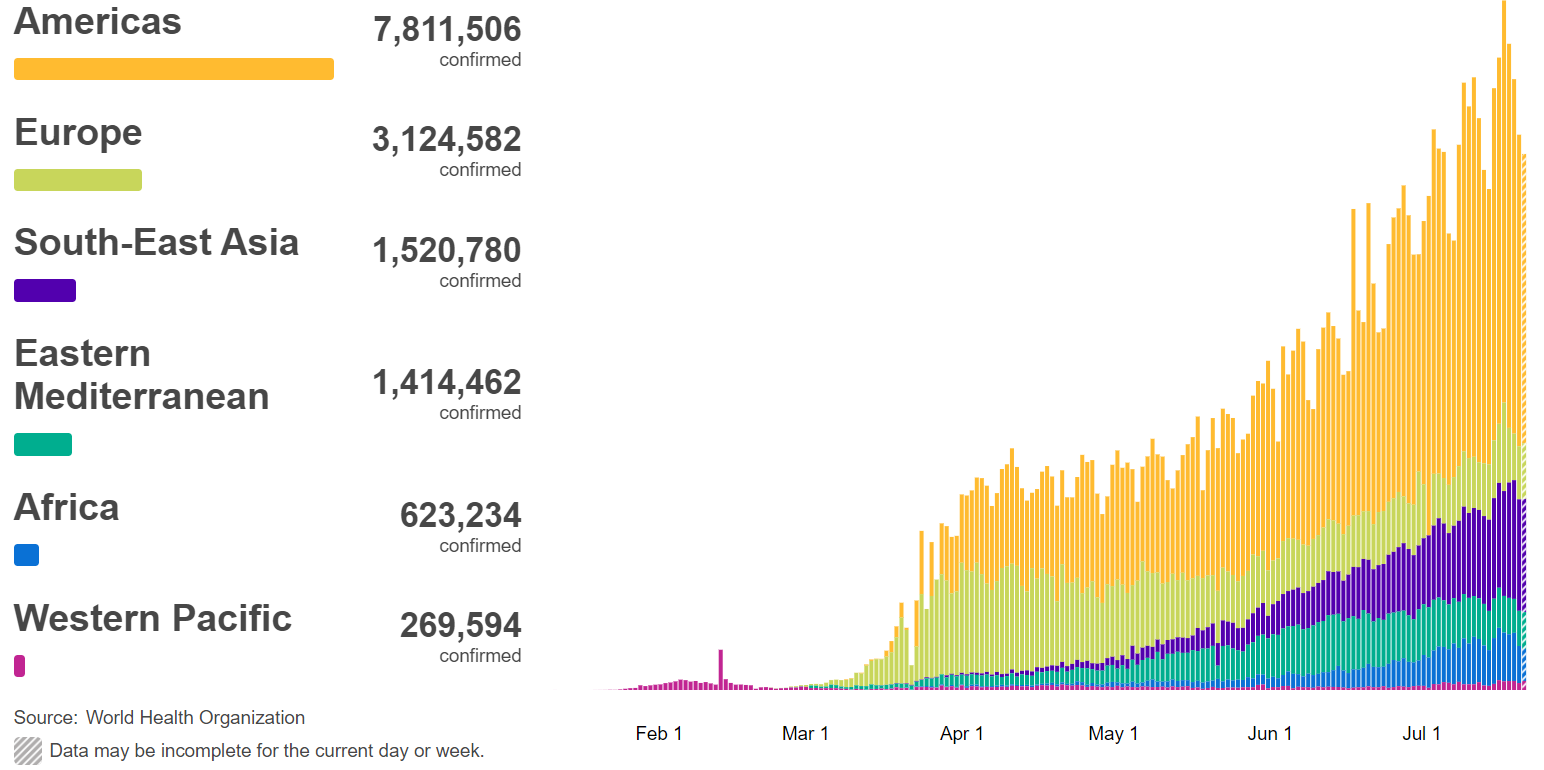 Americas
7,811,506
confirmed
Europe
3,124,582
confirmed
South-East Asia
1,520,780
confirmed
Eastern
Mediterranean
1,414,462
confirmed
Africa
623,234
confirmed
Western Pacific
269,594
confirmed
Source: World Health Organization
Data may be incomplete for the current day or week.
Feb 1 Mar 1 Apr 1 May 1 Jun 1 Jul 1